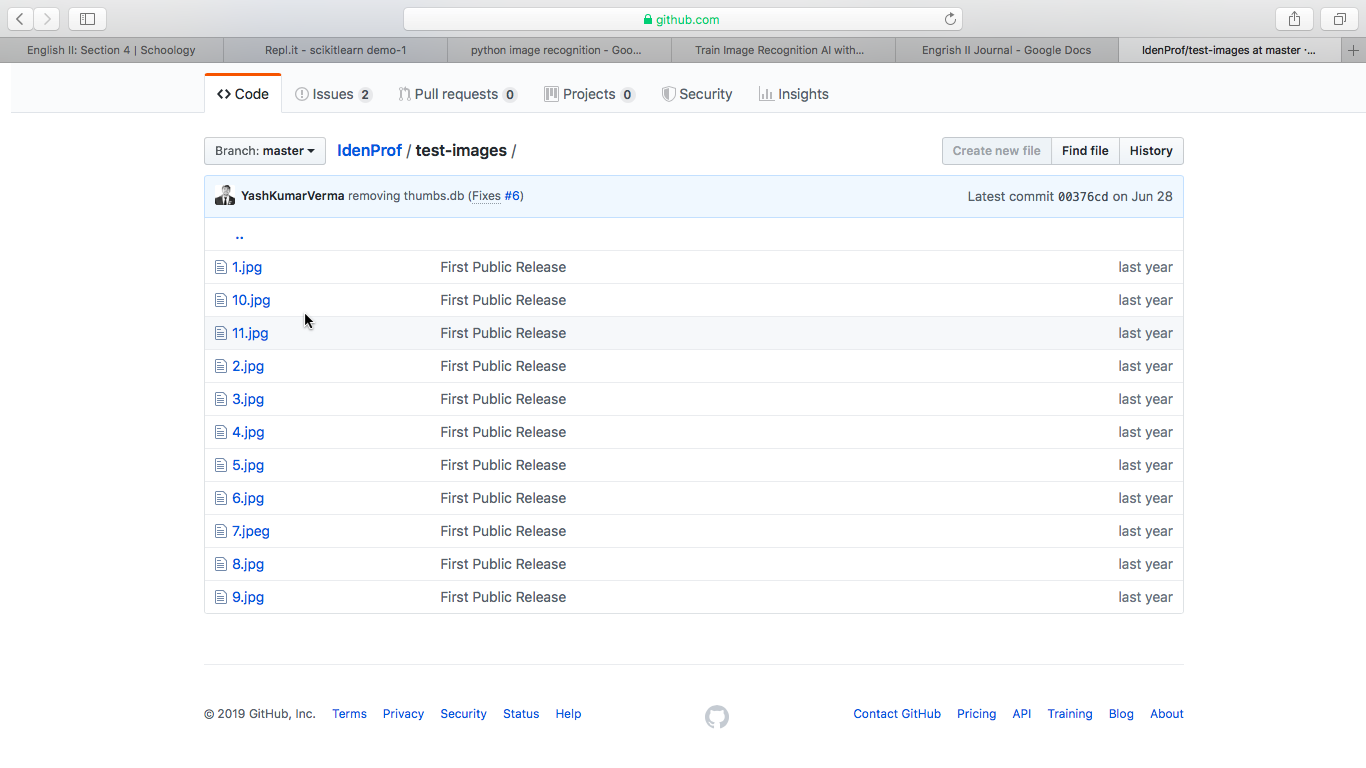 github.com
English II: Section 4 | Schoology
Repl.it - scikitlearn demo-1
python image recognition - Goo...
Train Image Recognition AI with...
Engrish II Journal - Google Docs
IdenProf/test-images at master ·...
Code
Issues 2
Pull requests 0
Projects 0
Security
Insights
Branch: master
IdenProf / test-images /
Create new file
Find file
History
YashKumarVerma removing thumbs.db (Fixes #6)
Latest commit 00376cd on Jun 28
..
1.jpg First Public Release last year
10.jpg First Public Release last year
11.jpg First Public Release last year
2.jpg First Public Release last year
3.jpg First Public Release last year
4.jpg First Public Release last year
5.jpg First Public Release last year
6.jpg First Public Release last year
7.jpeg First Public Release last year
8.jpg First Public Release last year
9.jpg First Public Release last year
© 2019 GitHub, Inc. Terms Privacy Security Status Help
Contact GitHub Pricing API Training Blog About